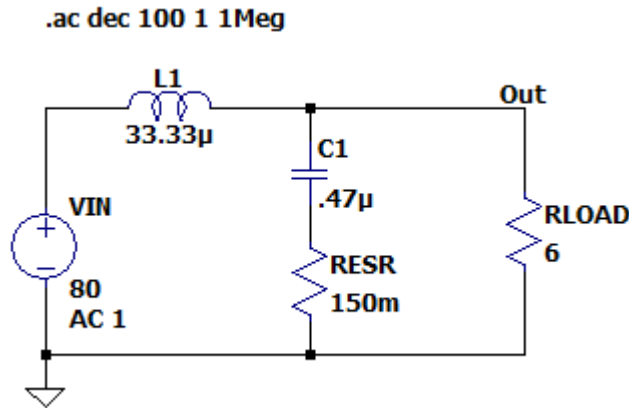 .ac dec 100 1 1Meg
L1
33.33µ
Out
C1
.47µ
VIN
80
AC 1
RESR
150m
RLOAD
6